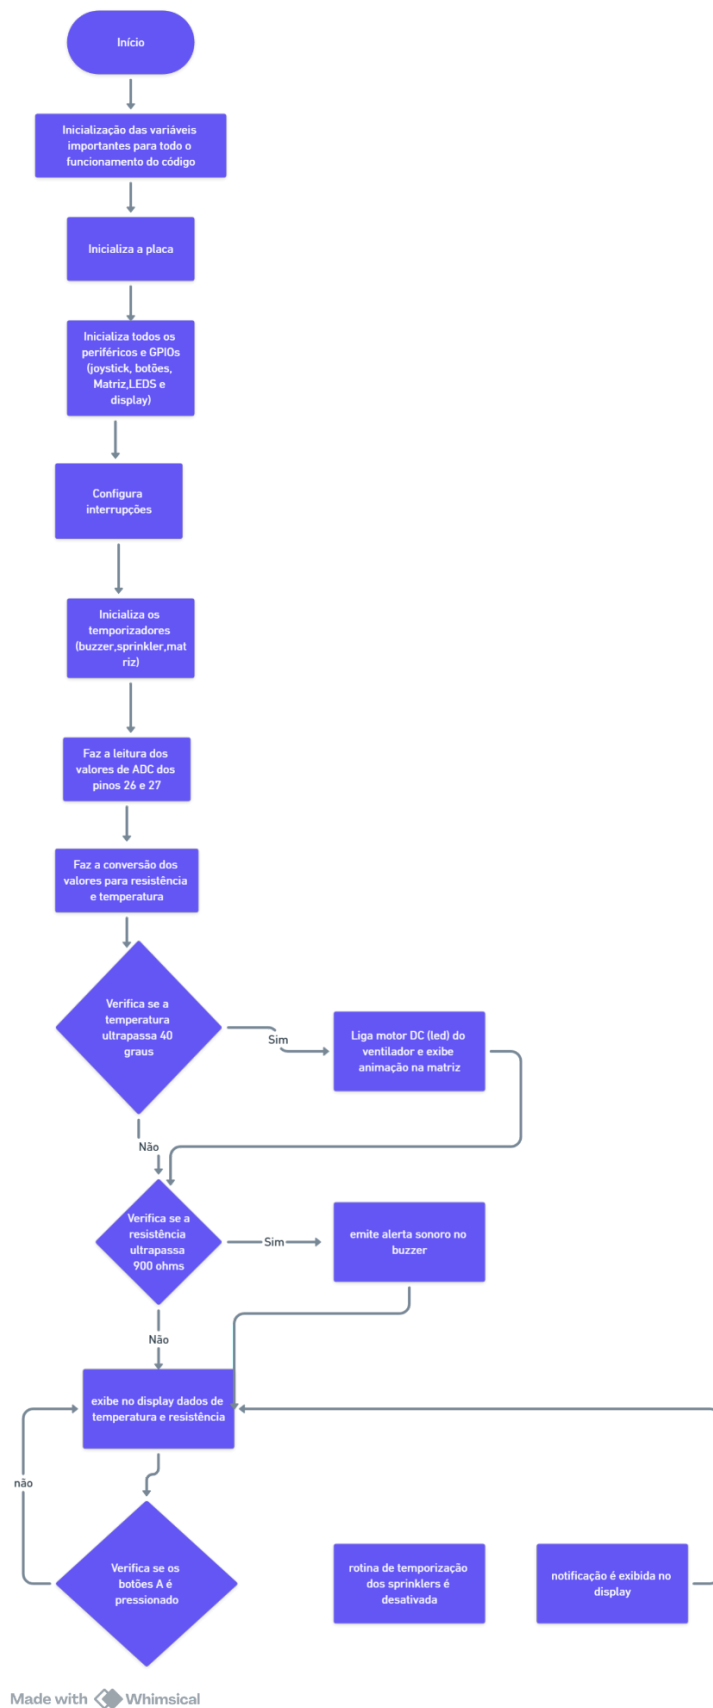 Início
Inicialização das variáveis
importantes para todo o
funcionamento do código
Inicializa a placa
Inicializa todos os
periféricos e GPIOs
(joystick, botões,
Matriz,LEDS e
display)
Configura
interrupções
Inicializa os
temporizadores
(buzzer,sprinkler,mat
riz)
Faz a leitura dos
valores de ADC dos
pinos 26 e 27
Faz a conversão dos
valores para resistência
e temperatura
Verifica se a
temperatura
ultrapassa 40
graus
Sim
Liga motor DC (led) do
ventilador e exibe
animação na matriz
Não
Verifica se a
resistência
ultrapassa
900 ohms
Sim
emite alerta sonoro no
buzzer
Não
exibe no display dados de
temperatura e resistência
não
Verifica se os
botões A é
pressionado
rotina de temporização
dos sprinklers é
desativada
notificação é exibida no
display
Made with Whimsical